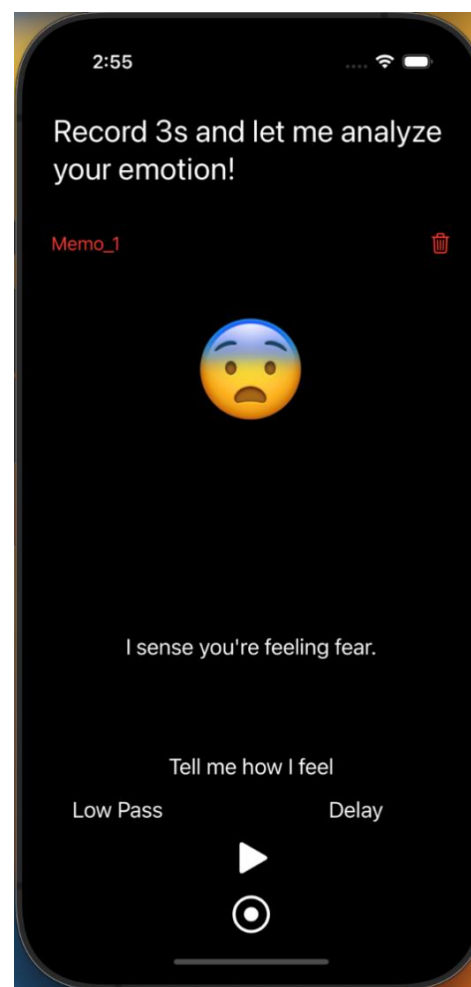 2:55
Record 3s and let me analyze
your emotion!
Memo_1
I sense you're feeling fear.
Tell me how I feel
Low Pass Delay